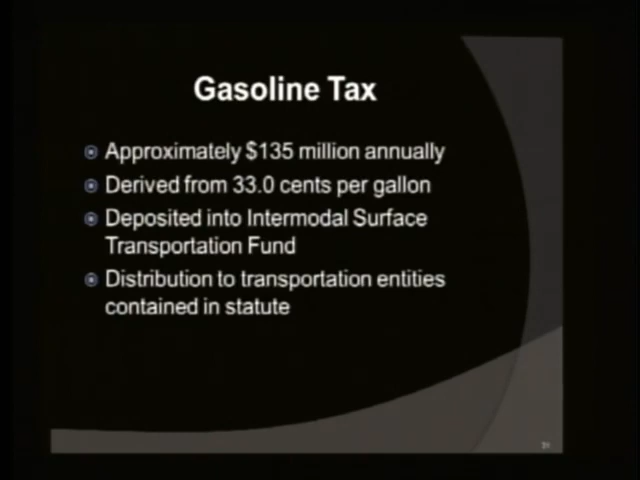 Gasoline Tax
Approximately $135 million annually
Derived from 33.0 cents per gallon
Deposited into Intermodal Surface
Transportation Fund
Distribution to transportation entities
contained in statute